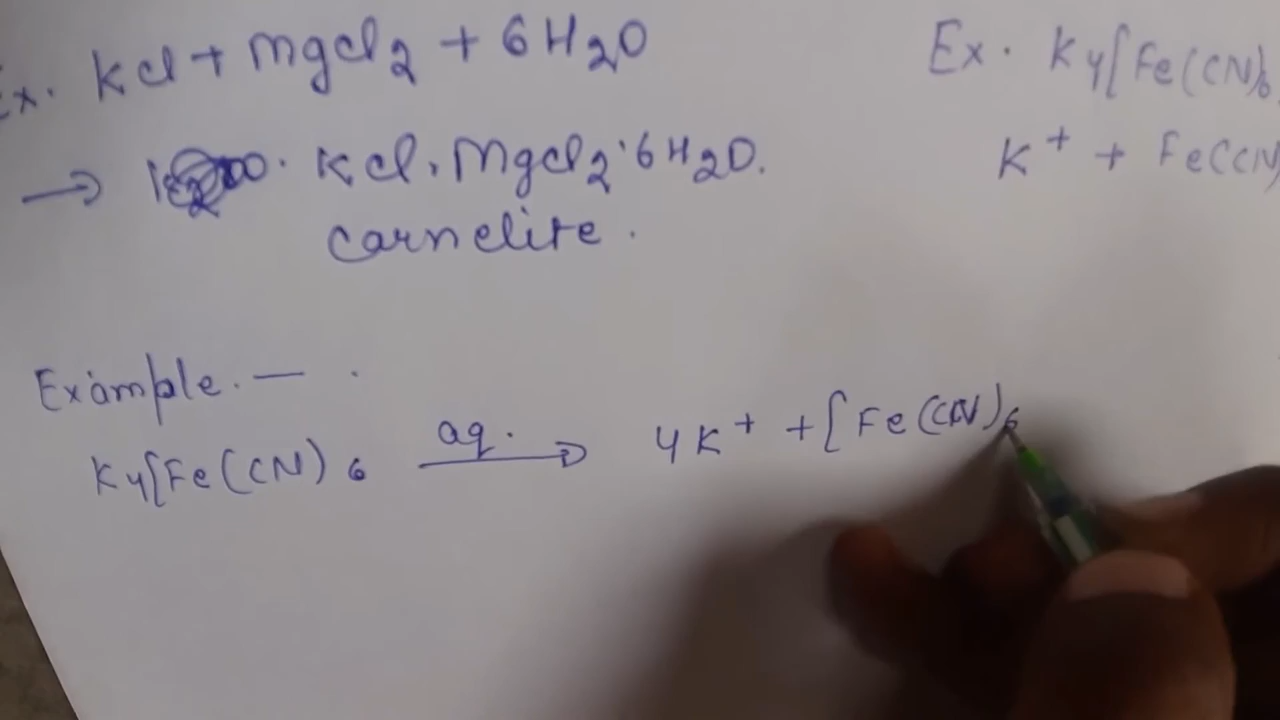 Ex. KCl + MgCl2 + 6H2O
→ KCl. MgCl2·6H2O.
carnelite.
Ex. K4[Fe(CN)6
K+ + Fe(CN)
Example. —
K4[Fe(CN)6 aq. → 4K+ + [Fe(CN)6